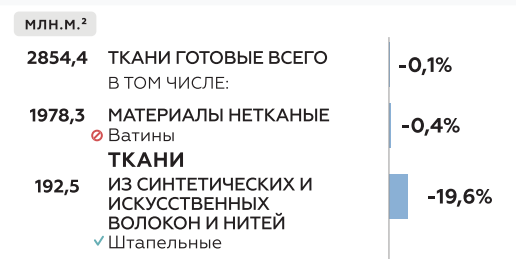 МЛН.М.²
2854,4 ТКАНИ ГОТОВЫЕ ВСЕГО -0,1%
В ТОМ ЧИСЛЕ:
1978,3 МАТЕРИАЛЫ НЕТКАНЫЕ -0,4%
Ватины
ТКАНИ
192,5 ИЗ СИНТЕТИЧЕСКИХ И -19,6%
ИСКУССТВЕННЫХ
ВОЛОКОН И НИТЕЙ
Штапельные